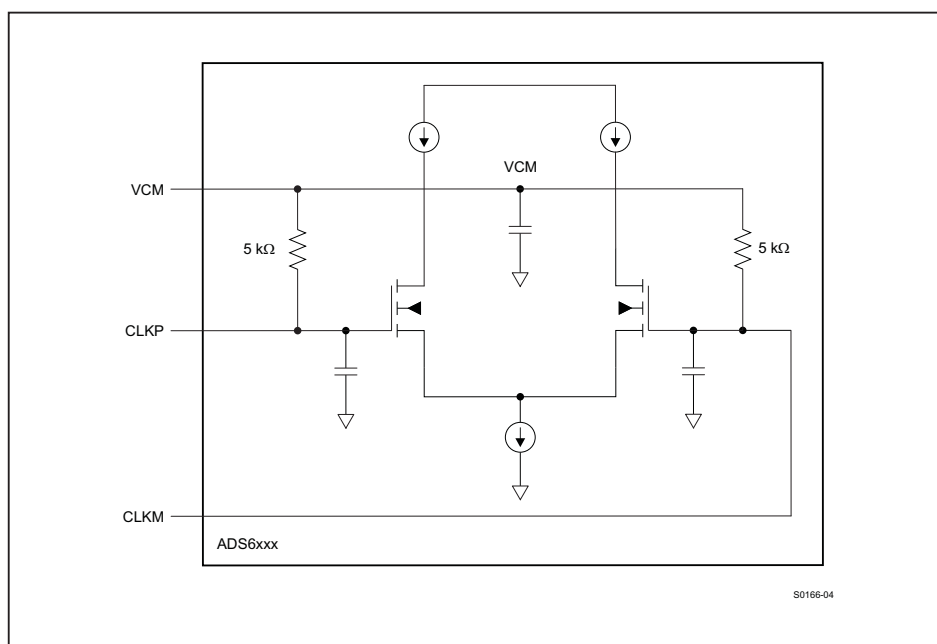 VCM
VCM
5 kΩ
5 kΩ
CLKP
CLKM
ADS6xxx
S0166-04